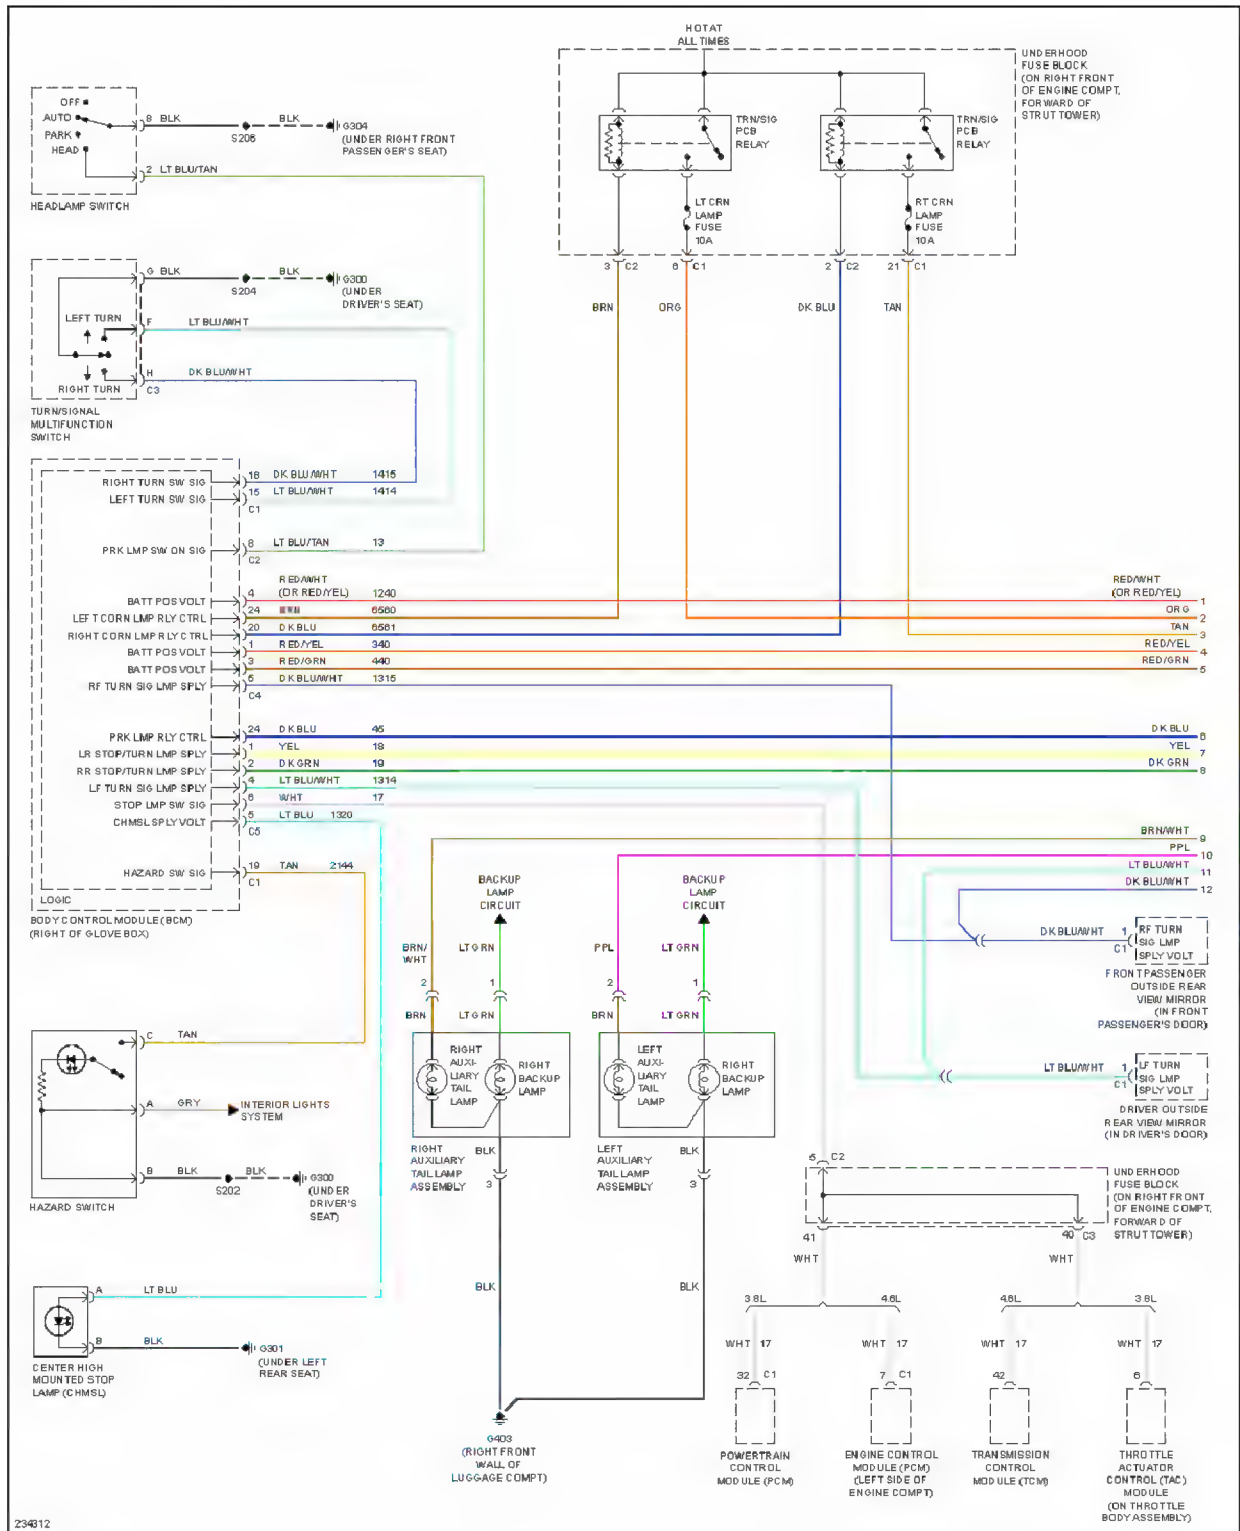 HOT AT
ALL TIMES
UNDERHOOD
FUSE BLOCK
(ON RIGHT FRONT
OF ENGINE COMPT,
FORWARD OF
STRUT TOWER)
OFF
AUTO
PARK
HEAD
8 BLK
S206
BLK
G304
(UNDER RIGHT FRONT
PASSENGER'S SEAT)
2 LT BLU/TAN
HEADLAMP SWITCH
TRN/SIG
PCB
RELAY
TRN/SIG
PCB
RELAY
LT CRN
LAMP
FUSE
10A
RT CRN
LAMP
FUSE
10A
3 C2
6 C1
2 C2
21 C1
BRN
ORG
DK BLU
TAN
G BLK
S204
BLK
G300
(UNDER
DRIVER'S SEAT)
LEFT TURN
F LT BLU/WHT
RIGHT TURN
H DK BLU/WHT
C3
TURN/SIGNAL
MULTIFUNCTION
SWITCH
RIGHT TURN SW SIG 16 DK BLU/WHT 1415
LEFT TURN SW SIG 15 LT BLU/WHT 1414
C1
PRK LMP SW ON SIG 8 LT BLU/TAN 13
C2
RED/WHT
BATT POS VOLT 4 (OR RED/YEL) 1240
LEFT CORN LMP RLY CTRL 24 BRN 6560
RIGHT CORN LMP RLY CTRL 20 DK BLU 6561
BATT POS VOLT 1 RED/YEL 340
BATT POS VOLT 3 RED/GRN 440
RF TURN SIG LMP SPLY 5 DK BLU/WHT 1315
C4
PRK LMP RLY CTRL 24 DK BLU 45
LR STOP/TURN LMP SPLY 1 YEL 18
RR STOP/TURN LMP SPLY 2 DK GRN 19
LF TURN SIG LMP SPLY 4 LT BLU/WHT 1314
STOP LMP SW SIG 6 WHT 17
CHMSL SPLY VOLT 5 LT BLU 1320
C5
HAZARD SW SIG 19 TAN 2144
C1
LOGIC
BODY CONTROL MODULE (BCM)
(RIGHT OF GLOVE BOX)
RED/WHT
(OR RED/YEL) 1
ORG 2
TAN 3
RED/YEL 4
RED/GRN 5
DK BLU 6
YEL 7
DK GRN 8
BRN/WHT 9
PPL 10
LT BLU/WHT 11
DK BLU/WHT 12
DK BLU/WHT 1
C1
RF TURN
SIG LMP
SPLY VOLT
FRONT PASSENGER
OUTSIDE REAR
VIEW MIRROR
(IN FRONT
PASSENGER'S DOOR)
LT BLU/WHT 1
C1
LF TURN
SIG LMP
SPLY VOLT
DRIVER OUTSIDE
REAR VIEW MIRROR
(IN DRIVER'S DOOR)
BACKUP
LAMP
CIRCUIT
BACKUP
LAMP
CIRCUIT
BRN/
WHT
LT GRN
PPL
LT GRN
2
1
2
1
BRN
LT GRN
BRN
LT GRN
RIGHT
AUXI-
LIARY
TAIL
LAMP
RIGHT
BACKUP
LAMP
LEFT
AUXI-
LIARY
TAIL
LAMP
RIGHT
BACKUP
LAMP
RIGHT
AUXILIARY
TAIL LAMP
ASSEMBLY
BLK
3
LEFT
AUXILIARY
TAIL LAMP
ASSEMBLY
BLK
3
BLK
BLK
G403
(RIGHT FRONT
WALL OF
LUGGAGE COMPT)
C TAN
A GRY
INTERIOR LIGHTS
SYSTEM
B BLK
S202
BLK
G300
(UNDER
DRIVER'S
SEAT)
HAZARD SWITCH
A LT BLU
B BLK
G301
(UNDER LEFT
REAR SEAT)
CENTER HIGH
MOUNTED STOP
LAMP (CHMSL)
5 C2
UNDERHOOD
FUSE BLOCK
(ON RIGHT FRONT
OF ENGINE COMPT,
FORWARD OF
STRUT TOWER)
41
40 C3
WHT
WHT
3.8L
4.6L
4.6L
3.8L
WHT 17
WHT 17
WHT 17
WHT 17
32 C1
7 C1
42
6
POWERTRAIN
CONTROL
MODULE (PCM)
ENGINE CONTROL
MODULE (PCM)
(LEFT SIDE OF
ENGINE COMPT)
TRANSMISSION
CONTROL
MODULE (TCM)
THROTTLE
ACTUATOR
CONTROL (TAC)
MODULE
(ON THROTTLE
BODY ASSEMBLY)
234312